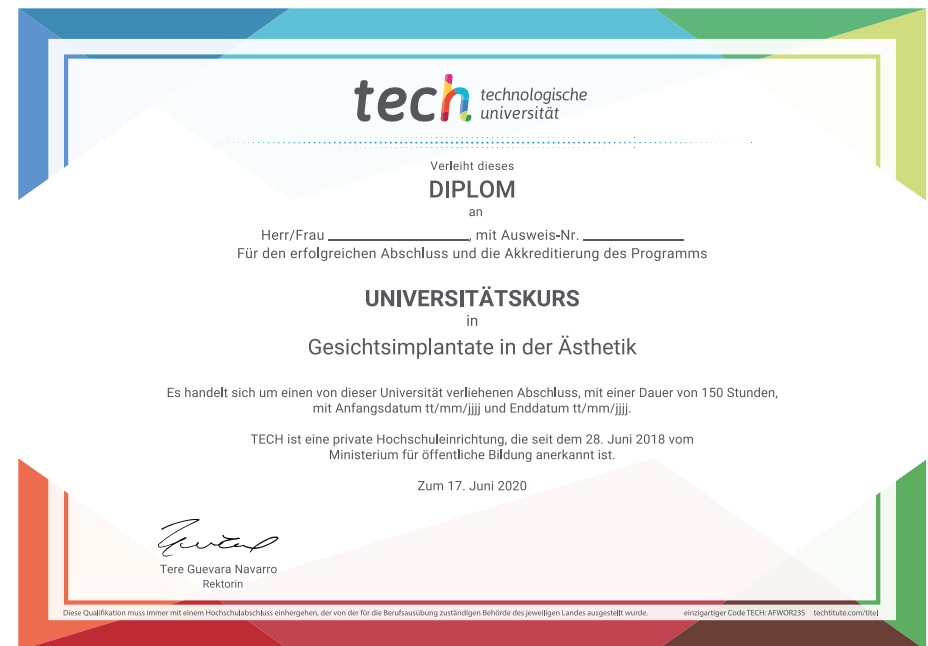 tech technologische
universität
Verleiht dieses
DIPLOM
an
Herr/Frau ________________, mit Ausweis-Nr. ____________
Für den erfolgreichen Abschluss und die Akkreditierung des Programms
UNIVERSITÄTSKURS
in
Gesichtsimplantate in der Ästhetik
Es handelt sich um einen von dieser Universität verliehenen Abschluss, mit einer Dauer von 150 Stunden,
mit Anfangsdatum tt/mm/jjjj und Enddatum tt/mm/jjjj.
TECH ist eine private Hochschuleinrichtung, die seit dem 28. Juni 2018 vom
Ministerium für öffentliche Bildung anerkannt ist.
Zum 17. Juni 2020
Tere Guevara Navarro
Rektorin
Diese Qualifikation muss immer mit einem Hochschulabschluss einhergehen, der von der für die Berufsausübung zuständigen Behörde des jeweiligen Landes ausgestellt wurde. einzigartiger Code TECH: AFWOR23S techtitute.com/titel